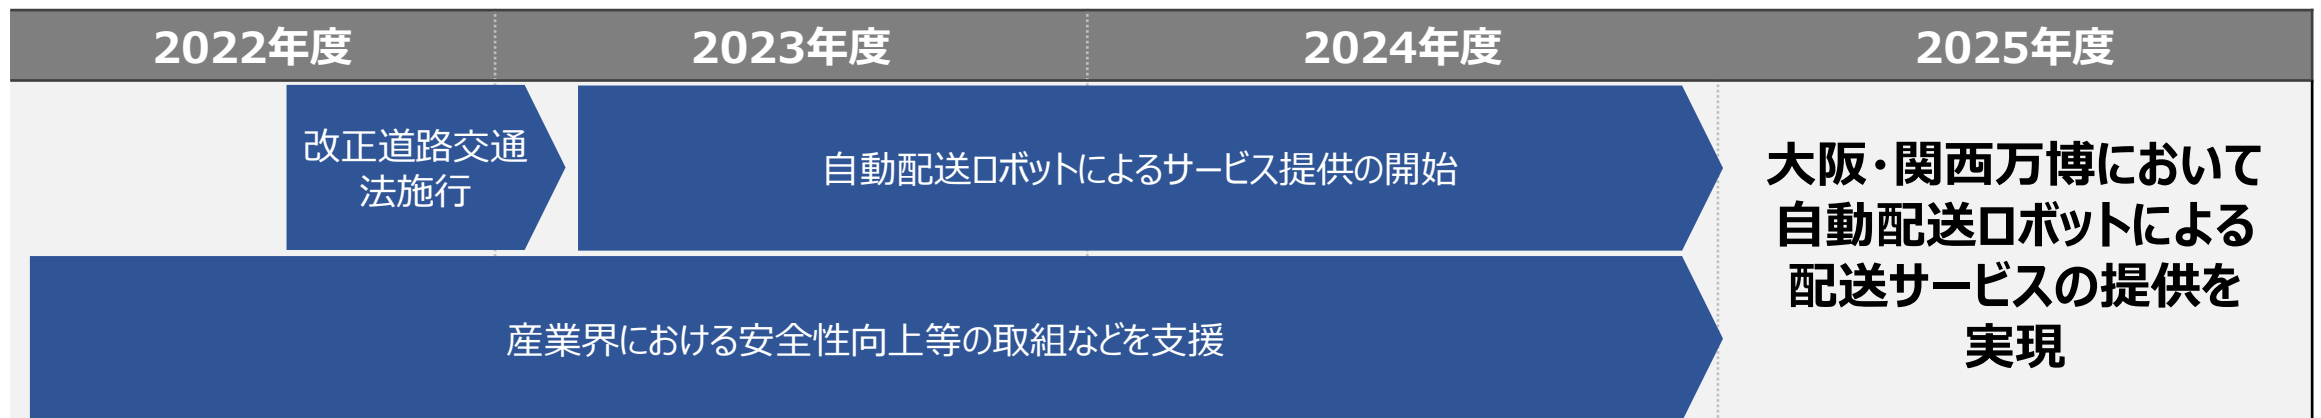 2022年度 2023年度 2024年度 2025年度
改正道路交通
法施行
自動配送ロボットによるサービス提供の開始
産業界における安全性向上等の取組などを支援
大阪・関西万博において
自動配送ロボットによる
配送サービスの提供を
実現